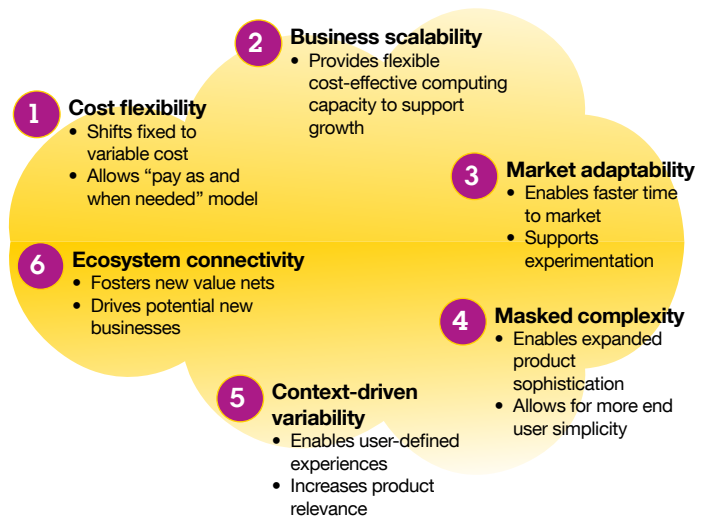 1
Cost flexibility
• Shifts fixed to
variable cost
• Allows “pay as and
when needed” model
2
Business scalability
• Provides flexible
cost-effective computing
capacity to support
growth
3
Market adaptability
• Enables faster time
to market
• Supports
experimentation
4
Masked complexity
• Enables expanded
product
sophistication
• Allows for more end
user simplicity
5
Context-driven
variability
• Enables user-defined
experiences
• Increases product
relevance
6
Ecosystem connectivity
• Fosters new value nets
• Drives potential new
businesses